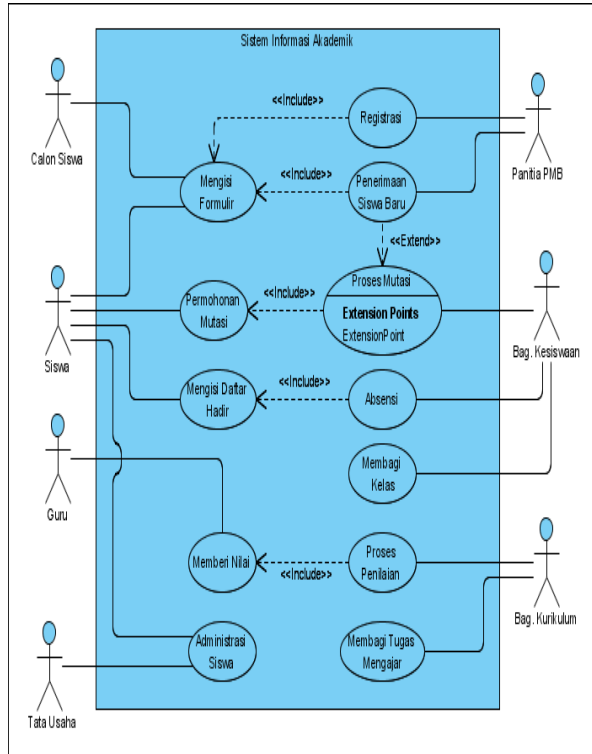 Sistem Informasi Akademik
<<Include>>
Registrasi
Calon Siswa
Panitia PMB
<<Include>>
Mengisi
Formulir
Penerimaan
Siswa Baru
<<Extend>>
Proses Mutasi
<<Include>>
Permohonan
Mutasi
Extension Points
ExtensionPoint
Siswa
Bag. Kesiswaan
<<Include>>
Mengisi Daftar
Hadir
Absensi
Membagi
Kelas
Guru
Memberi Nilai
<<Include>>
Proses
Penilaian
Bag. Kurikulum
Administrasi
Siswa
Membagi Tugas
Mengajar
Tata Usaha